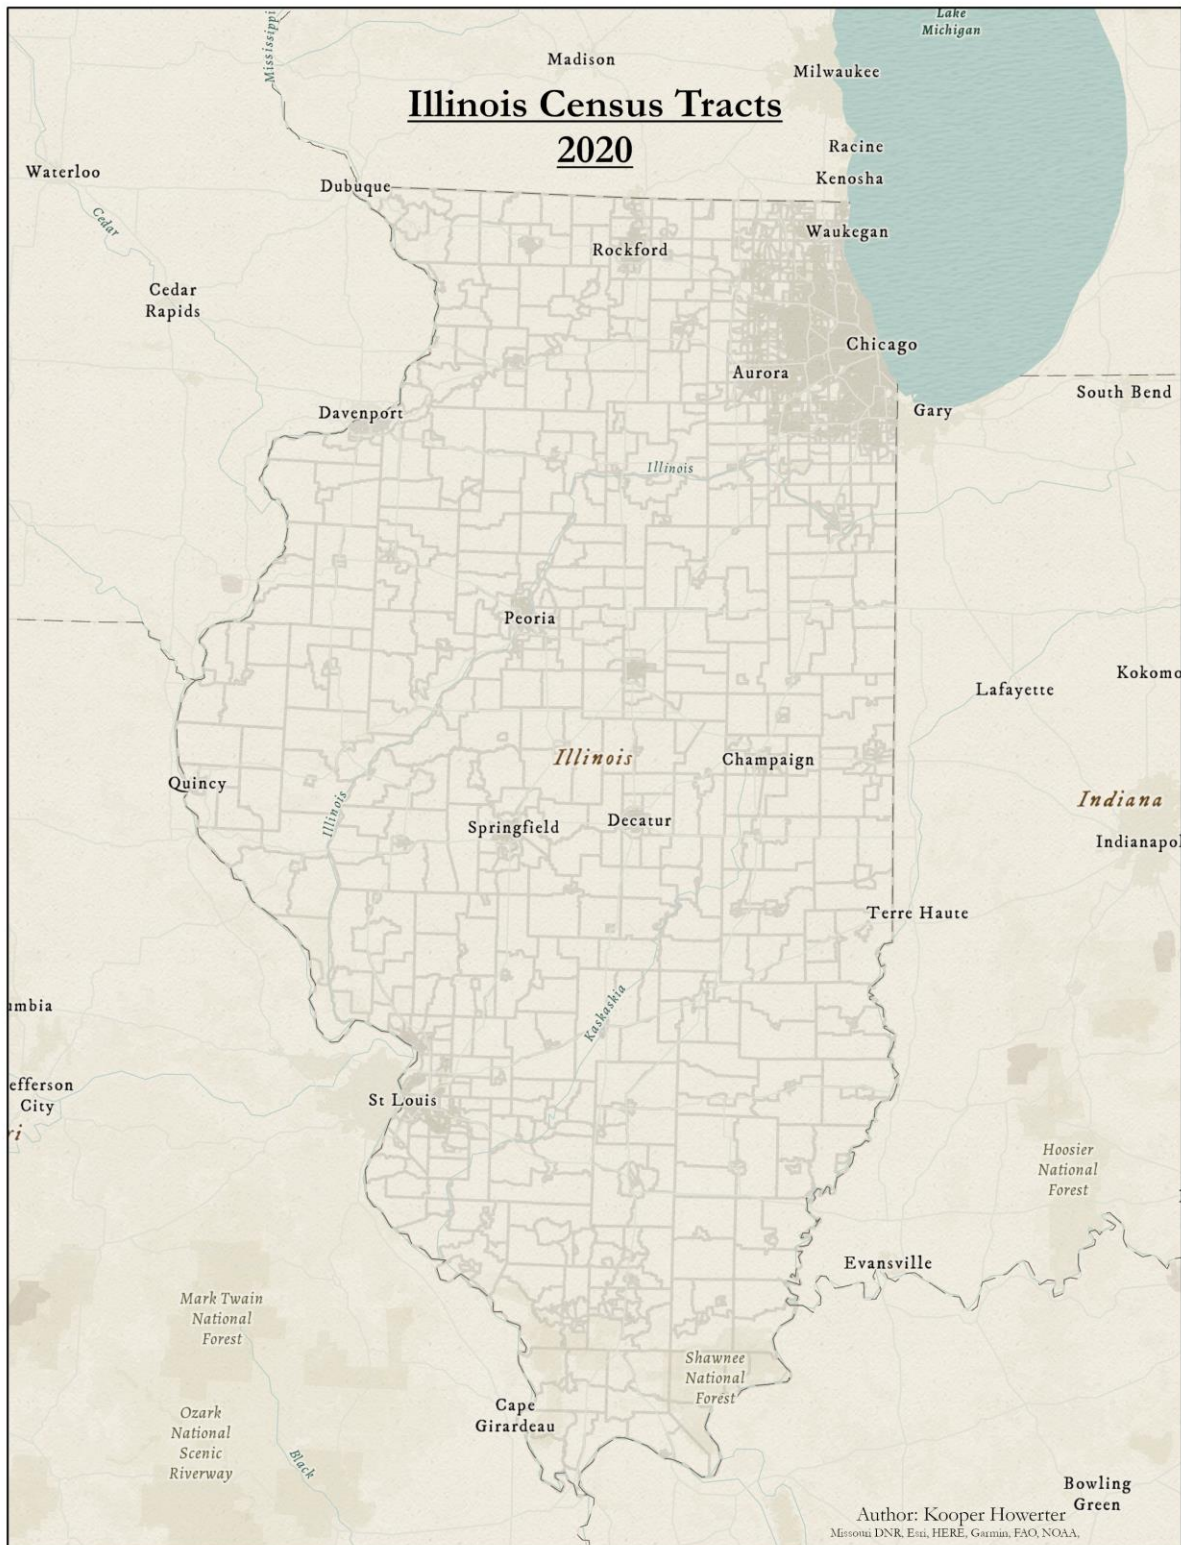 Lake
Michigan
Mississippi
Madison
Milwaukee
Illinois Census Tracts
2020
Racine
Kenosha
Waterloo
Dubuque
Cedar
Waukegan
Rockford
Cedar
Rapids
Chicago
Aurora
South Bend
Davenport
Gary
Illinois
Peoria
Kokomo
Lafayette
Illinois
Champaign
Quincy
Indiana
Illinois
Springfield
Decatur
Indianapol
Terre Haute
umbia
Kaskaskia
efferson
City
St Louis
ri
Hoosier
National
Forest
Evansville
Mark Twain
National
Forest
Shawnee
National
Forest
Cape
Girardeau
Ozark
National
Scenic
Riverway
Black
Bowling
Green
Author: Kooper Howerter
Missouri DNR, Esri, HERE, Garmin, FAO, NOAA,